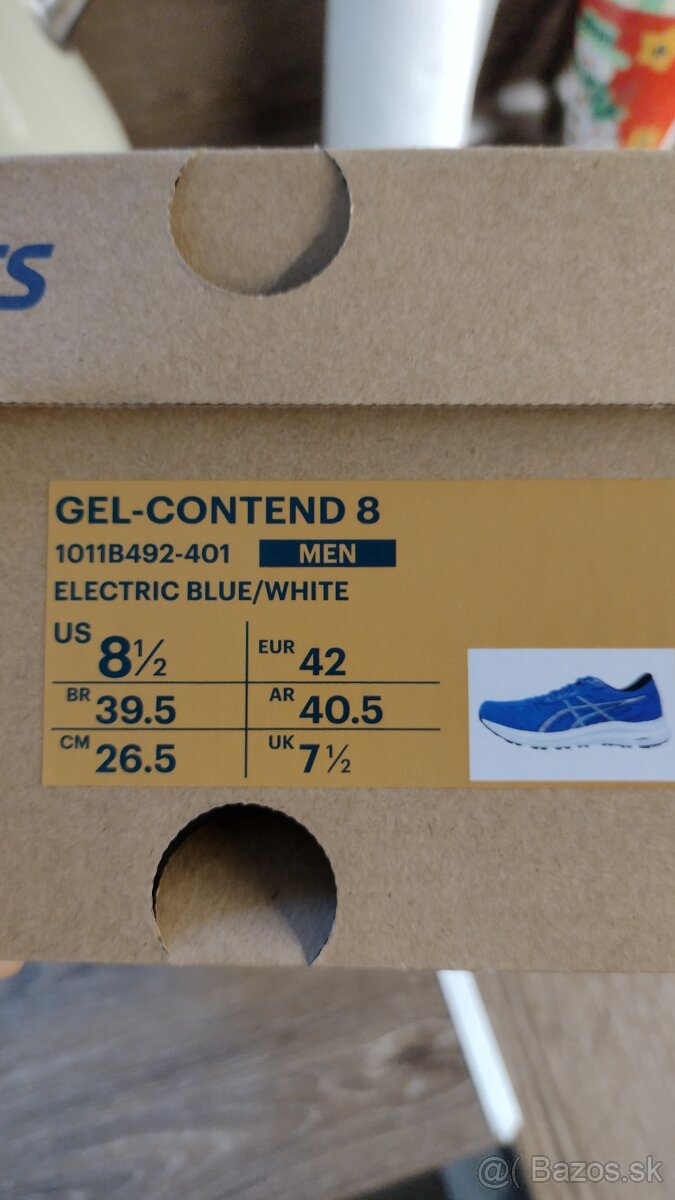 GEL-CONTEND 8
1011B492-401 MEN
ELECTRIC BLUE/WHITE
US 8½ EUR 42
BR 39.5 AR 40.5
CM 26.5 UK 7½
@( Bazos.sk